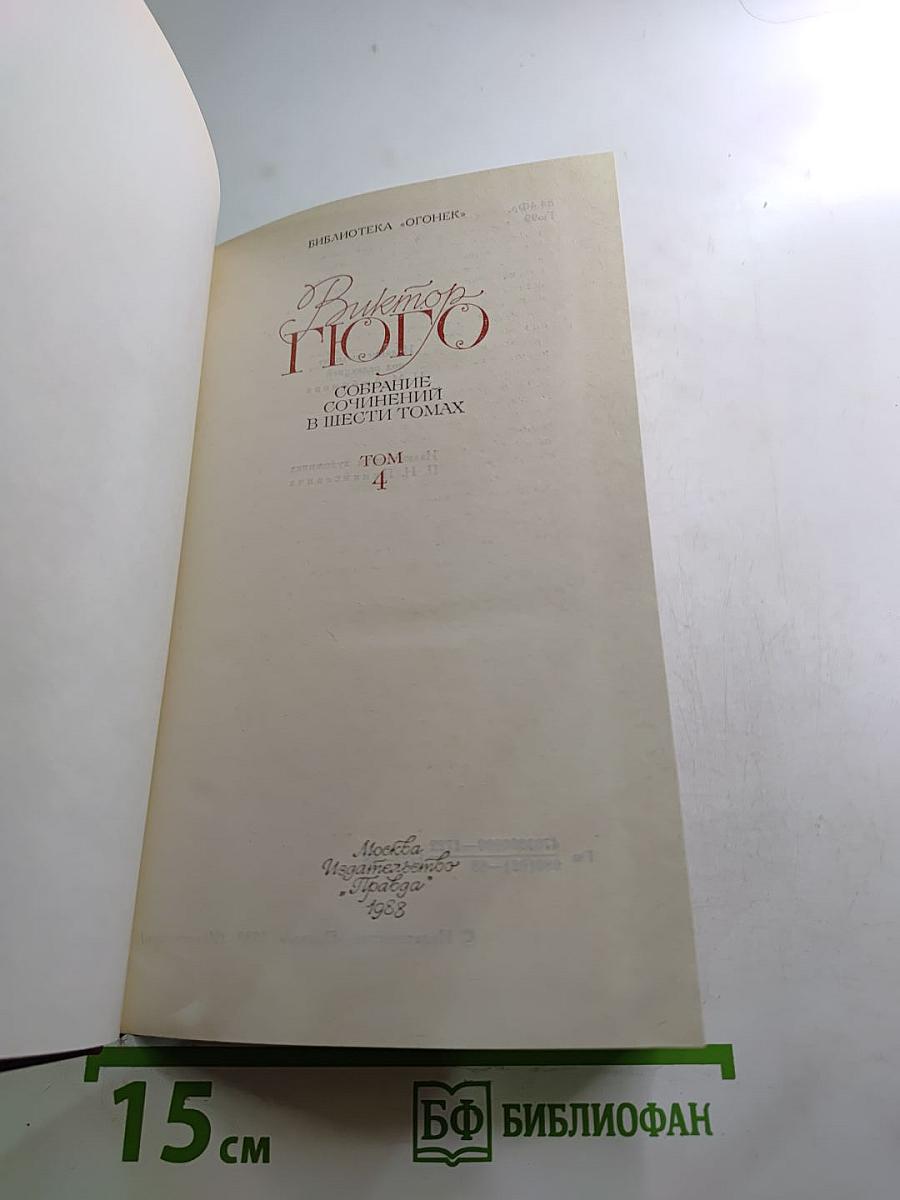 БИБЛИОТЕКА «ОГОНЕК»
Виктор
ГЮГО
СОБРАНИЕ
СОЧИНЕНИЙ
В ШЕСТИ ТОМАХ
ТОМ
4
Москва
Издательство
„Правда"
1988
15 см
БФ БИБЛИОФАН